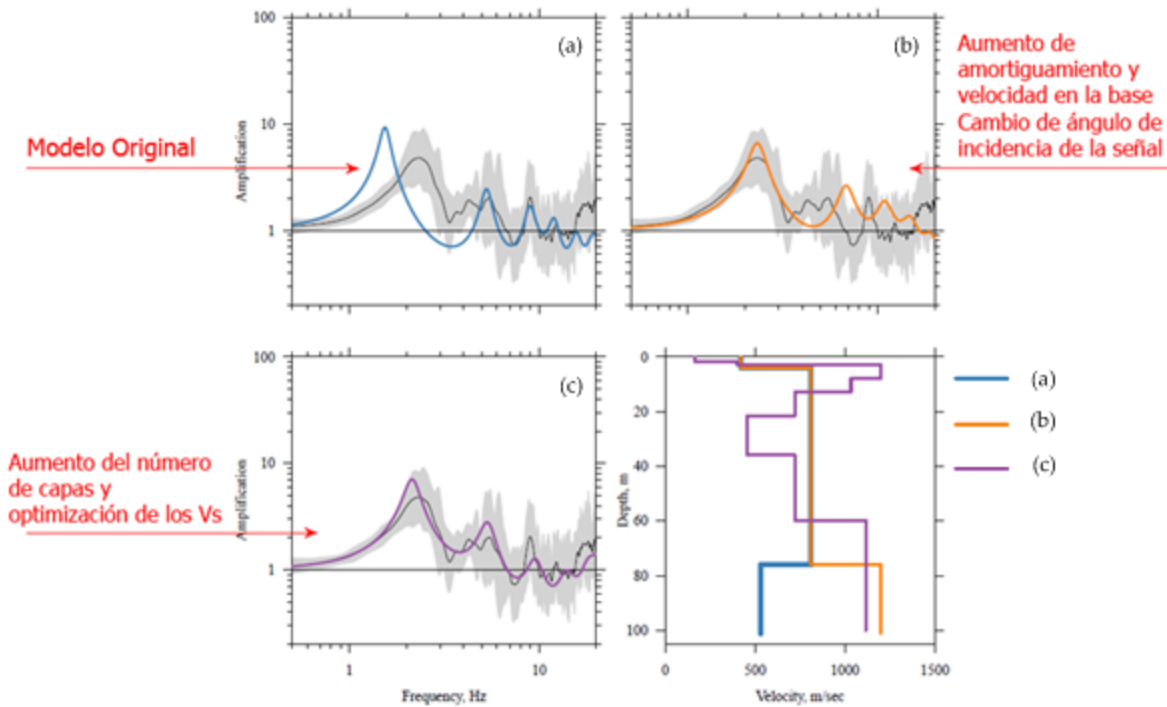 100
10
1
Amplification
(a)
(b)
Modelo Original
Aumento de
amortiguamiento y
velocidad en la base
Cambio de ángulo de
incidencia de la señal
100
10
1
Amplification
(c)
Aumento del número
de capas y
optimización de los Vs
1
10
Frequency, Hz
0
20
40
60
80
100
Depth, m
0
500
1000
1500
Velocity, m/sec
(a)
(b)
(c)